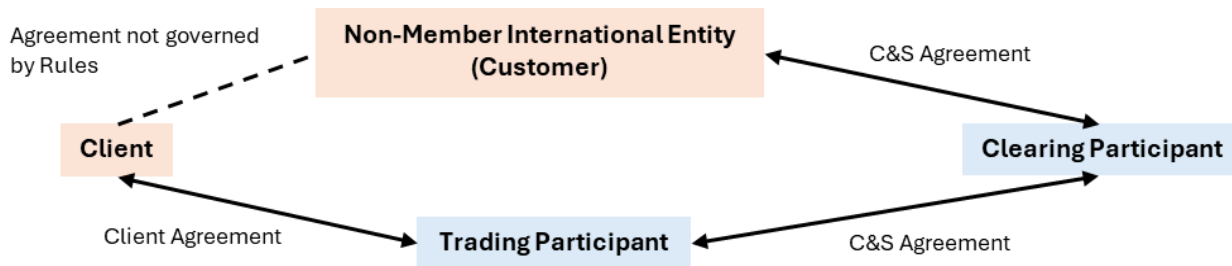 Agreement not governed
by Rules
Non-Member International Entity
(Customer)
C&S Agreement
Client
Clearing Participant
Client Agreement
Trading Participant
C&S Agreement